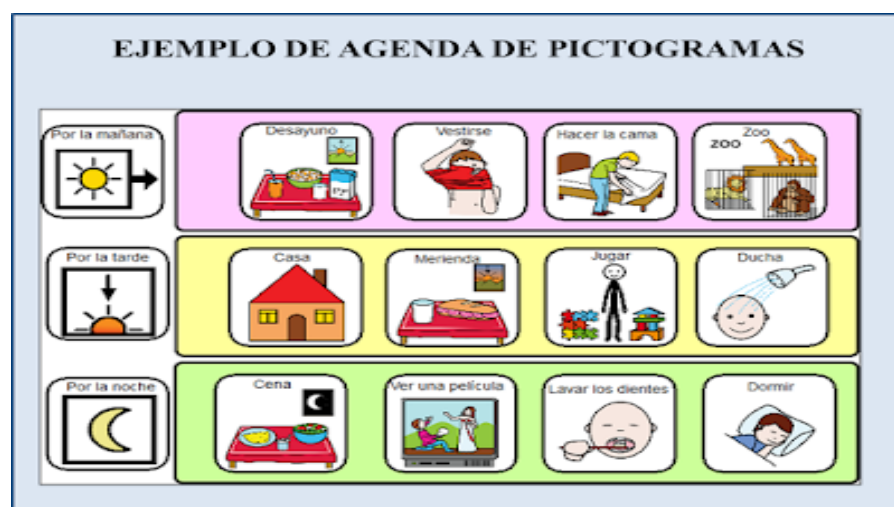 EJEMPLO DE AGENDA DE PICTOGRAMAS
Por la mañana
Desayuno
Vestirse
Hacer la cama
Zoo
ZOO
Por la tarde
Casa
Merienda
Jugar
Ducha
Por la noche
Cena
Ver una película
Lavar los dientes
Dormir